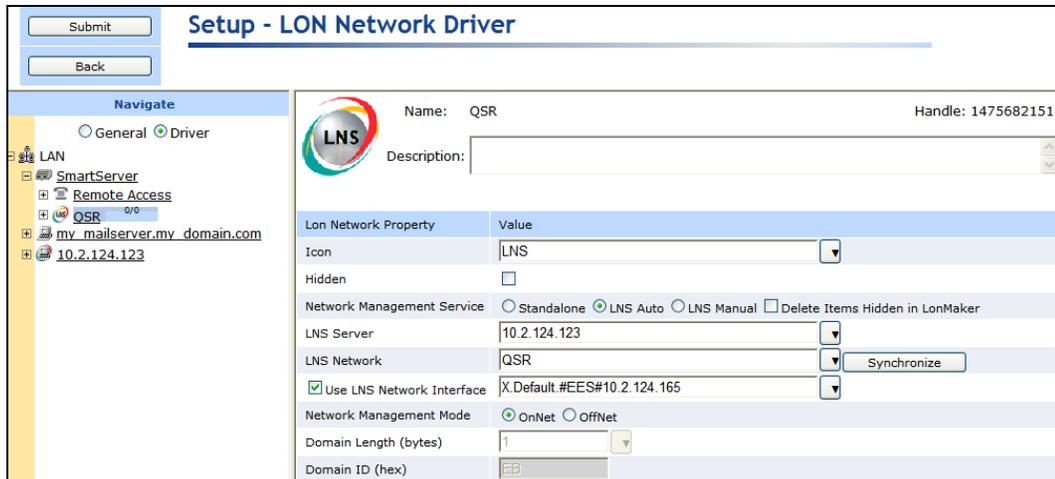 Submit
Back
Setup - LON Network Driver
Navigate
General Driver
LAN
SmartServer
Remote Access
QSR 0/0
my_mailserver.my_domain.com
10.2.124.123
LNS
Name: QSR
Handle: 1475682151
Description:
Lon Network Property Value
Icon LNS
Hidden
Network Management Service Standalone LNS Auto LNS Manual Delete Items Hidden in LonMaker
LNS Server 10.2.124.123
LNS Network QSR Synchronize
Use LNS Network Interface X.Default.#EES#10.2.124.165
Network Management Mode OnNet OffNet
Domain Length (bytes) 1
Domain ID (hex) EB